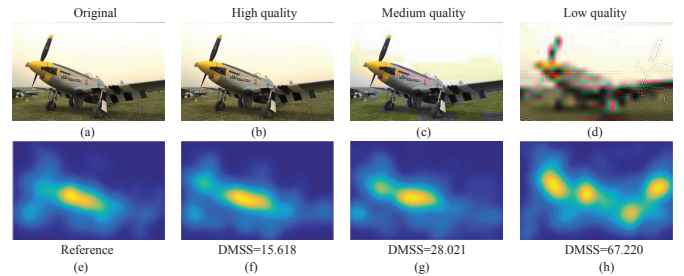 Original High quality Medium quality Low quality
(a) (b) (c) (d)
Reference DMSS=15.618 DMSS=28.021 DMSS=67.220
(e) (f) (g) (h)